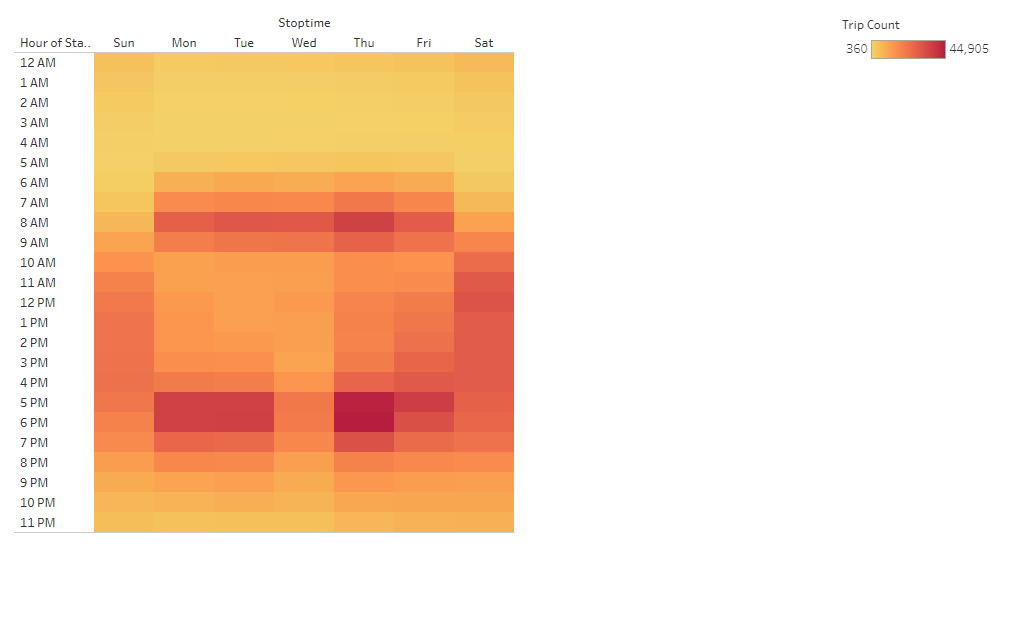 Stoptime
Hour of Sta.. Sun Mon Tue Wed Thu Fri Sat
12 AM
1 AM
2 AM
3 AM
4 AM
5 AM
6 AM
7 AM
8 AM
9 AM
10 AM
11 AM
12 PM
1 PM
2 PM
3 PM
4 PM
5 PM
6 PM
7 PM
8 PM
9 PM
10 PM
11 PM
Trip Count
360 44,905